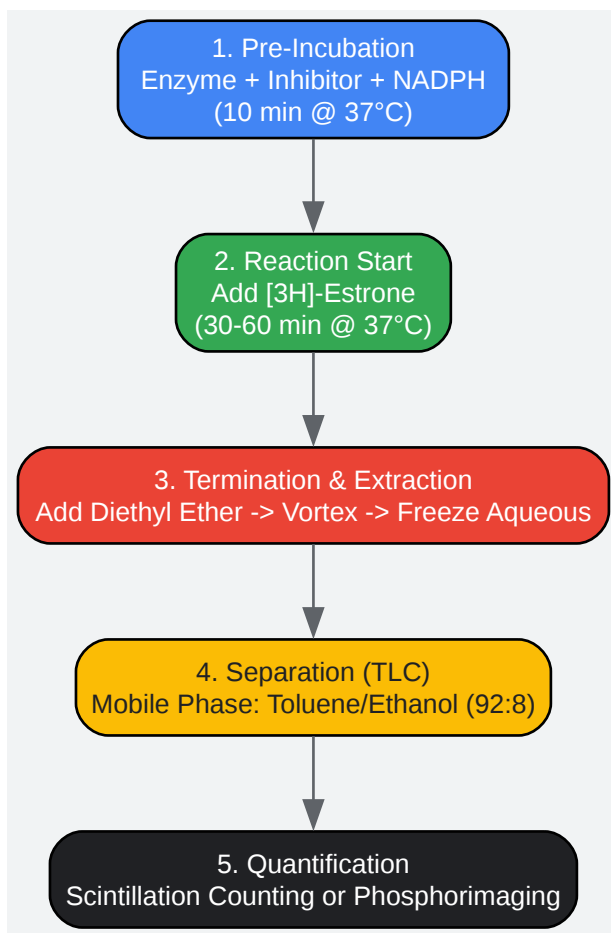 1. Pre-Incubation
Enzyme + Inhibitor + NADPH
(10 min @ 37°C)
2. Reaction Start
Add [3H]-Estrone
(30-60 min @ 37°C)
3. Termination & Extraction
Add Diethyl Ether -> Vortex -> Freeze Aqueous
4. Separation (TLC)
Mobile Phase: Toluene/Ethanol (92:8)
5. Quantification
Scintillation Counting or Phosphorimaging